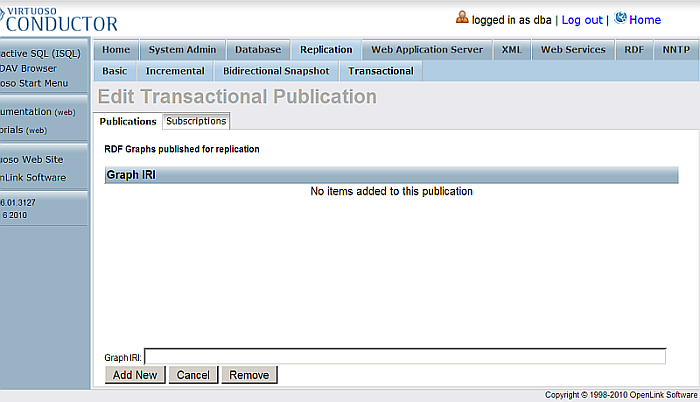 VIRTUOSO
CONDUCTOR
logged in as dba | Log out | Home
ractive SQL (ISQL)
DAV Browser
oso Start Menu
umentation (web)
orials (web)
uoso Web Site
nLink Software
6.01.3127
6 2010
Home System Admin Database Replication Web Application Server XML Web Services RDF NNTP
Basic Incremental Bidirectional Snapshot Transactional
Edit Transactional Publication
Publications Subscriptions
RDF Graphs published for replication
Graph IRI
No items added to this publication
Graph IRI:
Add New Cancel Remove
Copyright © 1998-2010 OpenLink Software